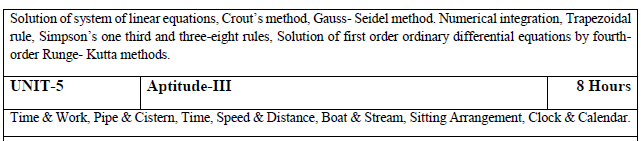 Solution of system of linear equations, Crout's method, Gauss- Seidel method. Numerical integration, Trapezoidal
rule, Simpson's one third and three-eight rules, Solution of first order ordinary differential equations by fourth-
order Runge- Kutta methods.
UNIT-5 Aptitude-III 8 Hours
Time & Work, Pipe & Cistern, Time, Speed & Distance, Boat & Stream, Sitting Arrangement, Clock & Calendar.